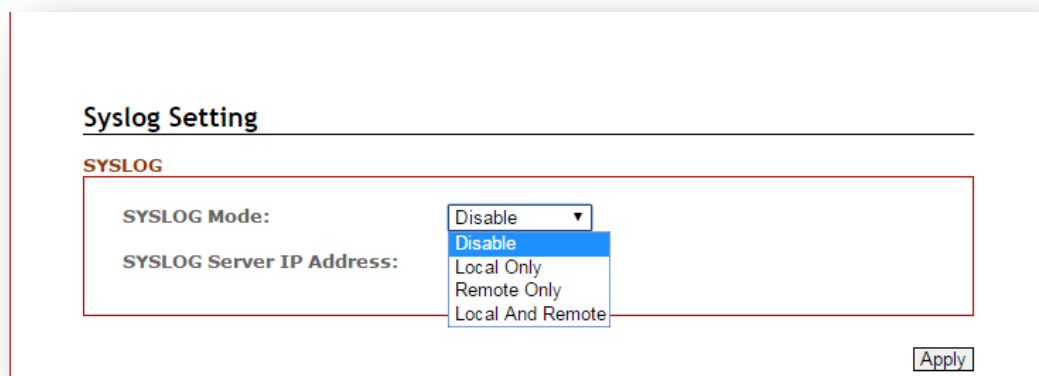 Syslog Setting
SYSLOG
SYSLOG Mode:
Disable
Disable
Local Only
Remote Only
Local And Remote
SYSLOG Server IP Address:
Apply